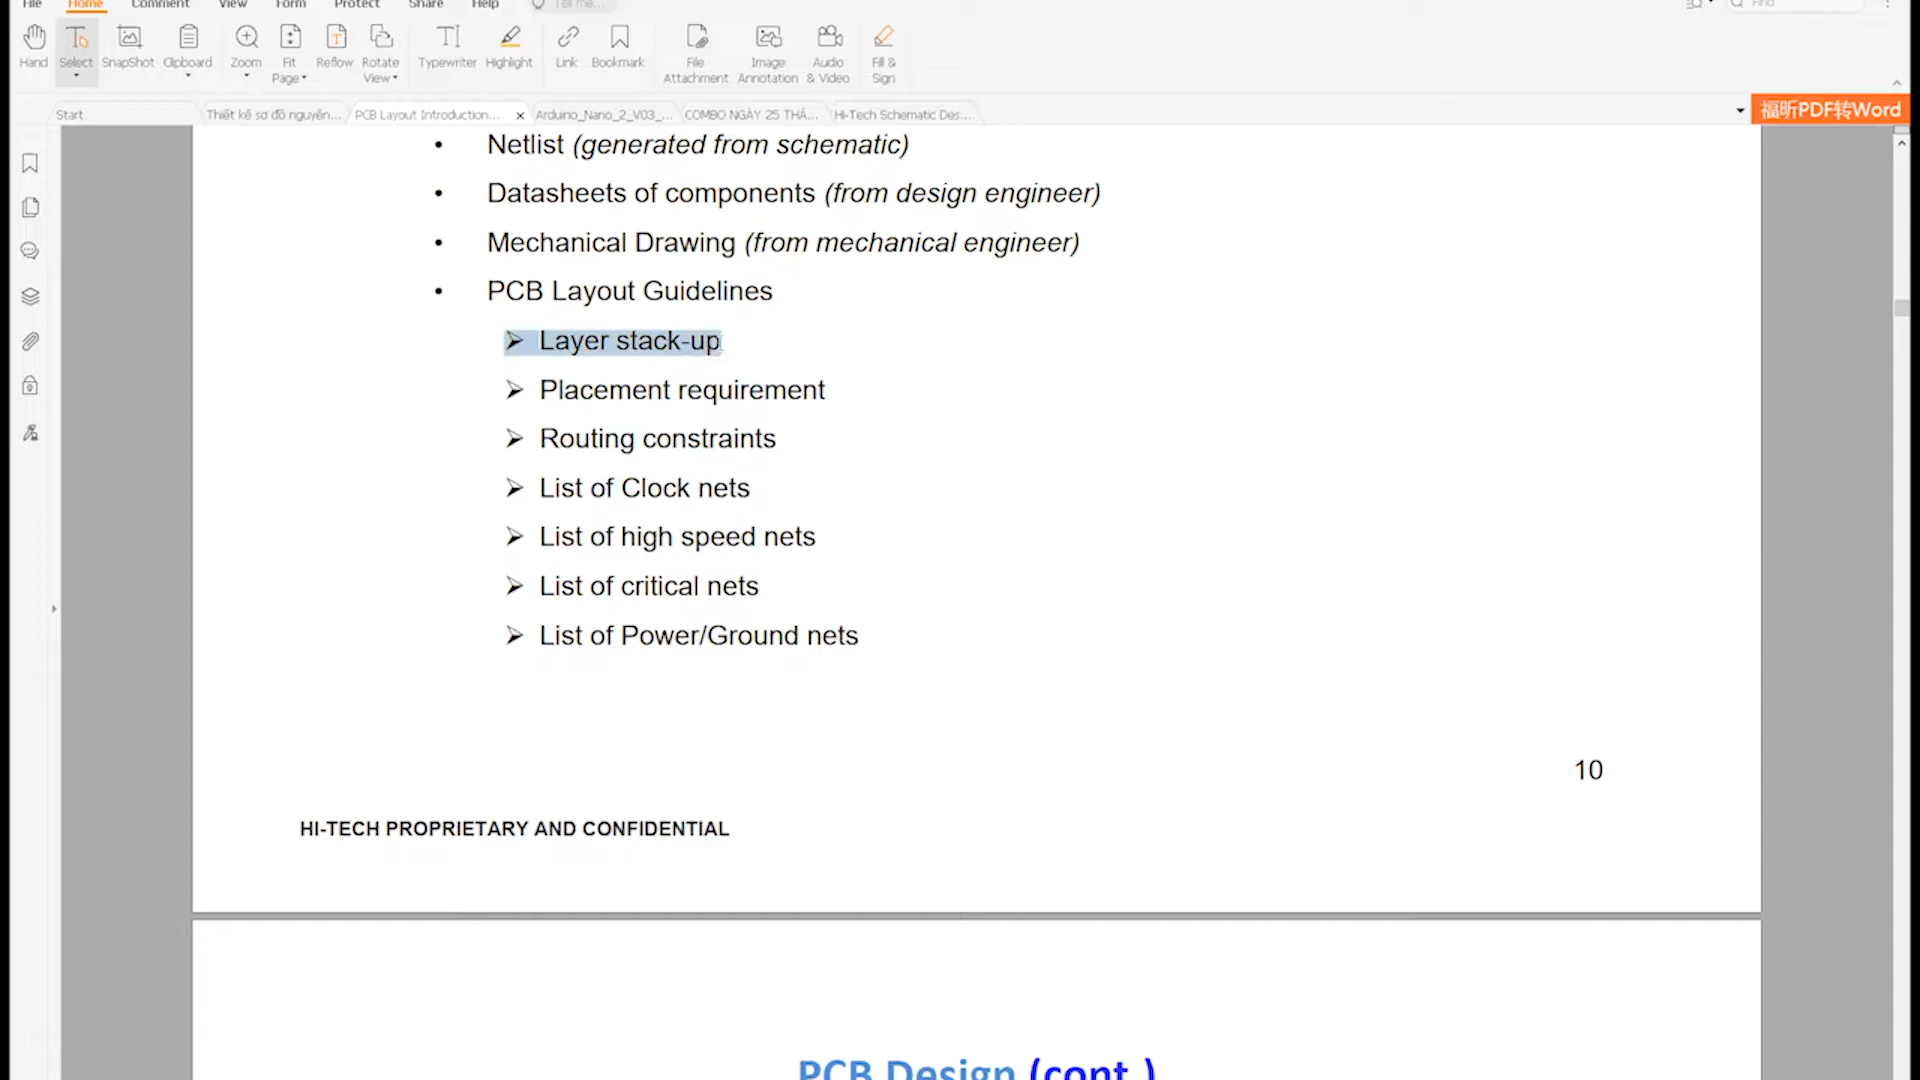 File Home Comment View Form Protect Share Help Tell me... Find
Hand Select SnapShot Clipboard Zoom Fit Page Reflow Rotate View Typewriter Highlight Link Bookmark File Attachment Image Annotation Audio & Video Fill & Sign
Start Thiết kế sơ đồ nguyên... PCB Layout Introduction... Arduino_Nano_2_V03_... COMBO NGÀY 25 THÁ... Hi-Tech Schematic Des... 福昕PDF转Word
• Netlist (generated from schematic)
• Datasheets of components (from design engineer)
• Mechanical Drawing (from mechanical engineer)
• PCB Layout Guidelines
➢ Layer stack-up
➢ Placement requirement
➢ Routing constraints
➢ List of Clock nets
➢ List of high speed nets
➢ List of critical nets
➢ List of Power/Ground nets
10
HI-TECH PROPRIETARY AND CONFIDENTIAL
PCB Design (cont.)